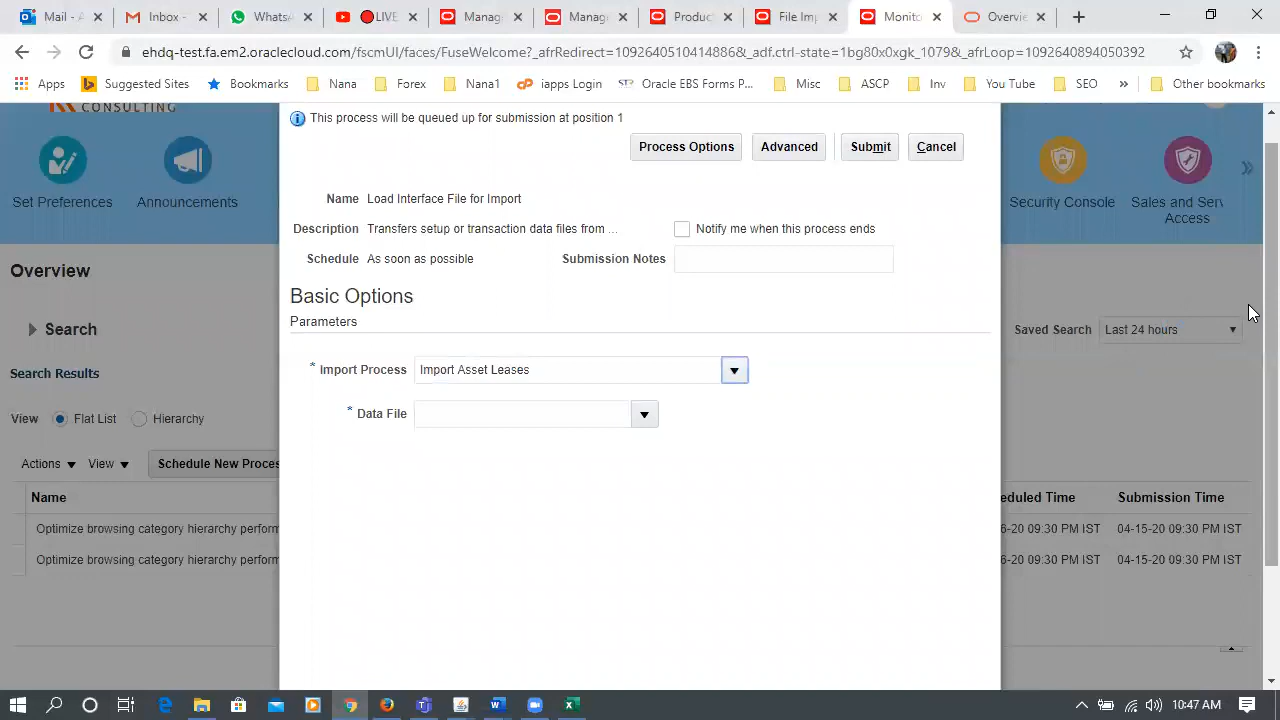 Mail - A
Inbox -
Whats
LIVE
Manag
Manag
Product
File Imp
Monito
Overvie
ehdq-test.fa.em2.oraclecloud.com/fscmUI/faces/FuseWelcome?_afrRedirect=10926405104148868&_adf.ctrl-state=1bg80x0xgk_1079&_afrLoop=1092640894050392
Apps
Suggested Sites
Bookmarks
Nana
Forex
Nana1
iapps Login
Oracle EBS Forms P...
Misc
ASCP
Inv
You Tube
SEO
»
Other bookmarks
CONSULTING
This process will be queued up for submission at position 1
Process Options
Advanced
Submit
Cancel
Set Preferences
Announcements
Security Console
Sales and Serv
Access
Name Load Interface File for Import
Description Transfers setup or transaction data files from ...
Notify me when this process ends
Schedule As soon as possible
Submission Notes
Overview
Basic Options
Parameters
Search
Saved Search Last 24 hours
* Import Process Import Asset Leases
Search Results
* Data File
View Flat List Hierarchy
Actions View Schedule New Proces
Name
eduled Time
Submission Time
Optimize browsing category hierarchy perform
6-20 09:30 PM IST
04-15-20 09:30 PM IST
Optimize browsing category hierarchy perform
6-20 09:30 PM IST
04-15-20 09:30 PM IST
10:47 AM